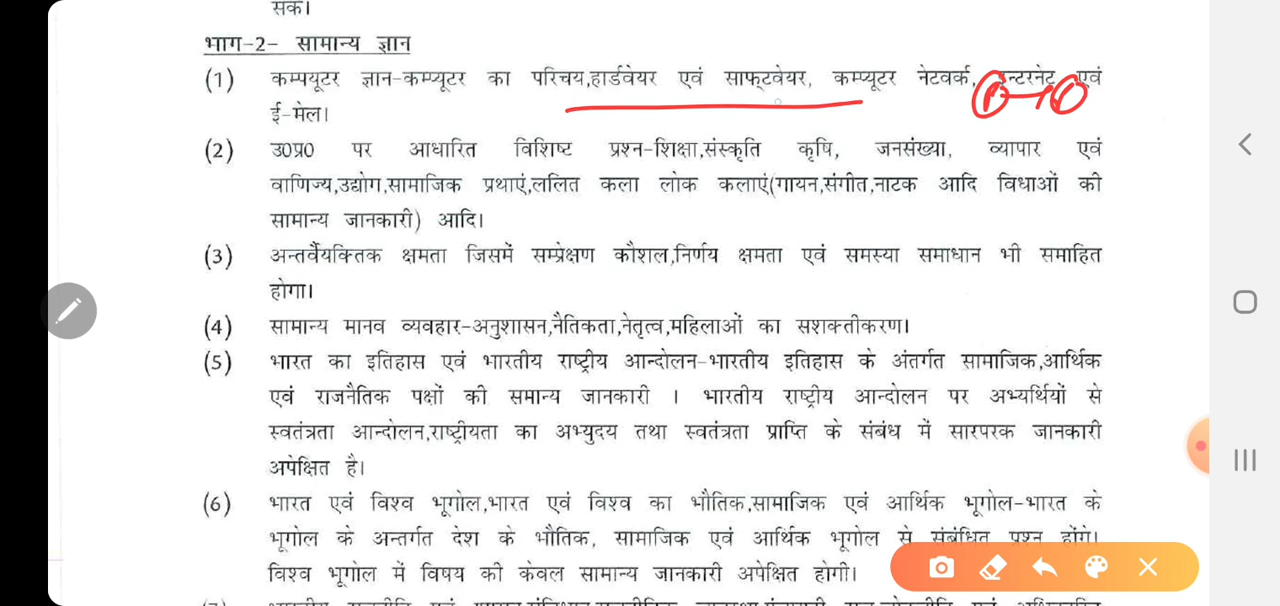 सके।
भाग-2- सामान्य ज्ञान
(1) कम्पयूटर ज्ञान-कम्प्यूटर का परिचय,हार्डवेयर एवं साफ्टवेयर, कम्प्यूटर नेटवर्क, इन्टरनेट एवं
ई-मेल।
(2) उ0प्र0 पर आधारित विशिष्ट प्रश्न-शिक्षा,संस्कृति कृषि, जनसंख्या, व्यापार एवं
वाणिज्य,उद्योग,सामाजिक प्रथाएं,ललित कला लोक कलाएं(गायन,संगीत,नाटक आदि विधाओं की
सामान्य जानकारी) आदि।
(3) अन्तर्वैयक्तिक क्षमता जिसमें सम्प्रेक्षण कौशल,निर्णय क्षमता एवं समस्या समाधान भी समाहित
होगा।
(4) सामान्य मानव व्यवहार-अनुशासन,नैतिकता,नेतृत्व,महिलाओं का सशक्तीकरण।
(5) भारत का इतिहास एवं भारतीय राष्ट्रीय आन्दोलन-भारतीय इतिहास के अंतर्गत सामाजिक,आर्थिक
एवं राजनैतिक पक्षों की समान्य जानकारी । भारतीय राष्ट्रीय आन्दोलन पर अभ्यर्थियों से
स्वतंत्रता आन्दोलन,राष्ट्रीयता का अभ्युदय तथा स्वतंत्रता प्राप्ति के संबंध में सारपरक जानकारी
अपेक्षित है।
(6) भारत एवं विश्व भूगोल,भारत एवं विश्व का भौतिक,सामाजिक एवं आर्थिक भूगोल-भारत के
भूगोल के अन्तर्गत देश के भौतिक, सामाजिक एवं आर्थिक भूगोल से संबंधित प्रश्न होंगे।
विश्व भूगोल में विषय की केवल सामान्य जानकारी अपेक्षित होगी।